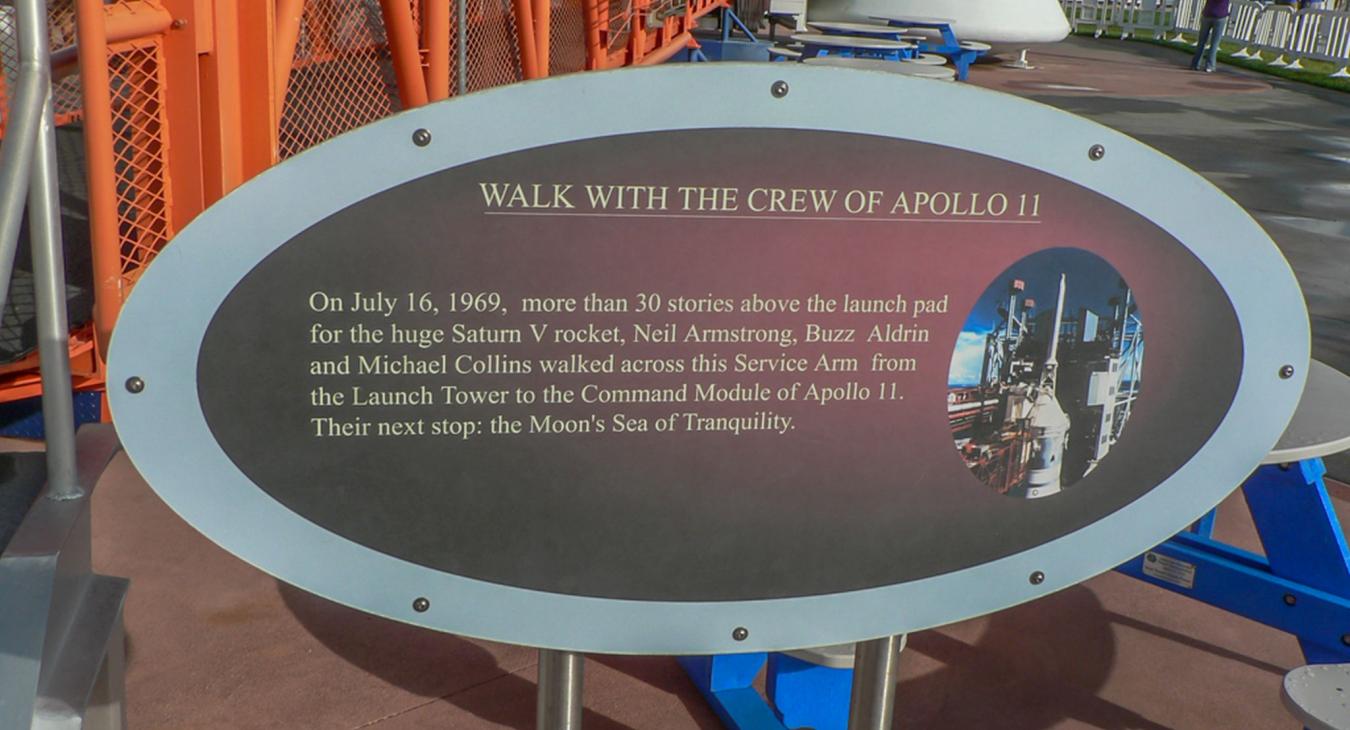 WALK WITH THE CREW OF APOLLO 11
On July 16, 1969, more than 30 stories above the launch pad
for the huge Saturn V rocket, Neil Armstrong, Buzz Aldrin
and Michael Collins walked across this Service Arm from
the Launch Tower to the Command Module of Apollo 11.
Their next stop: the Moon's Sea of Tranquility.